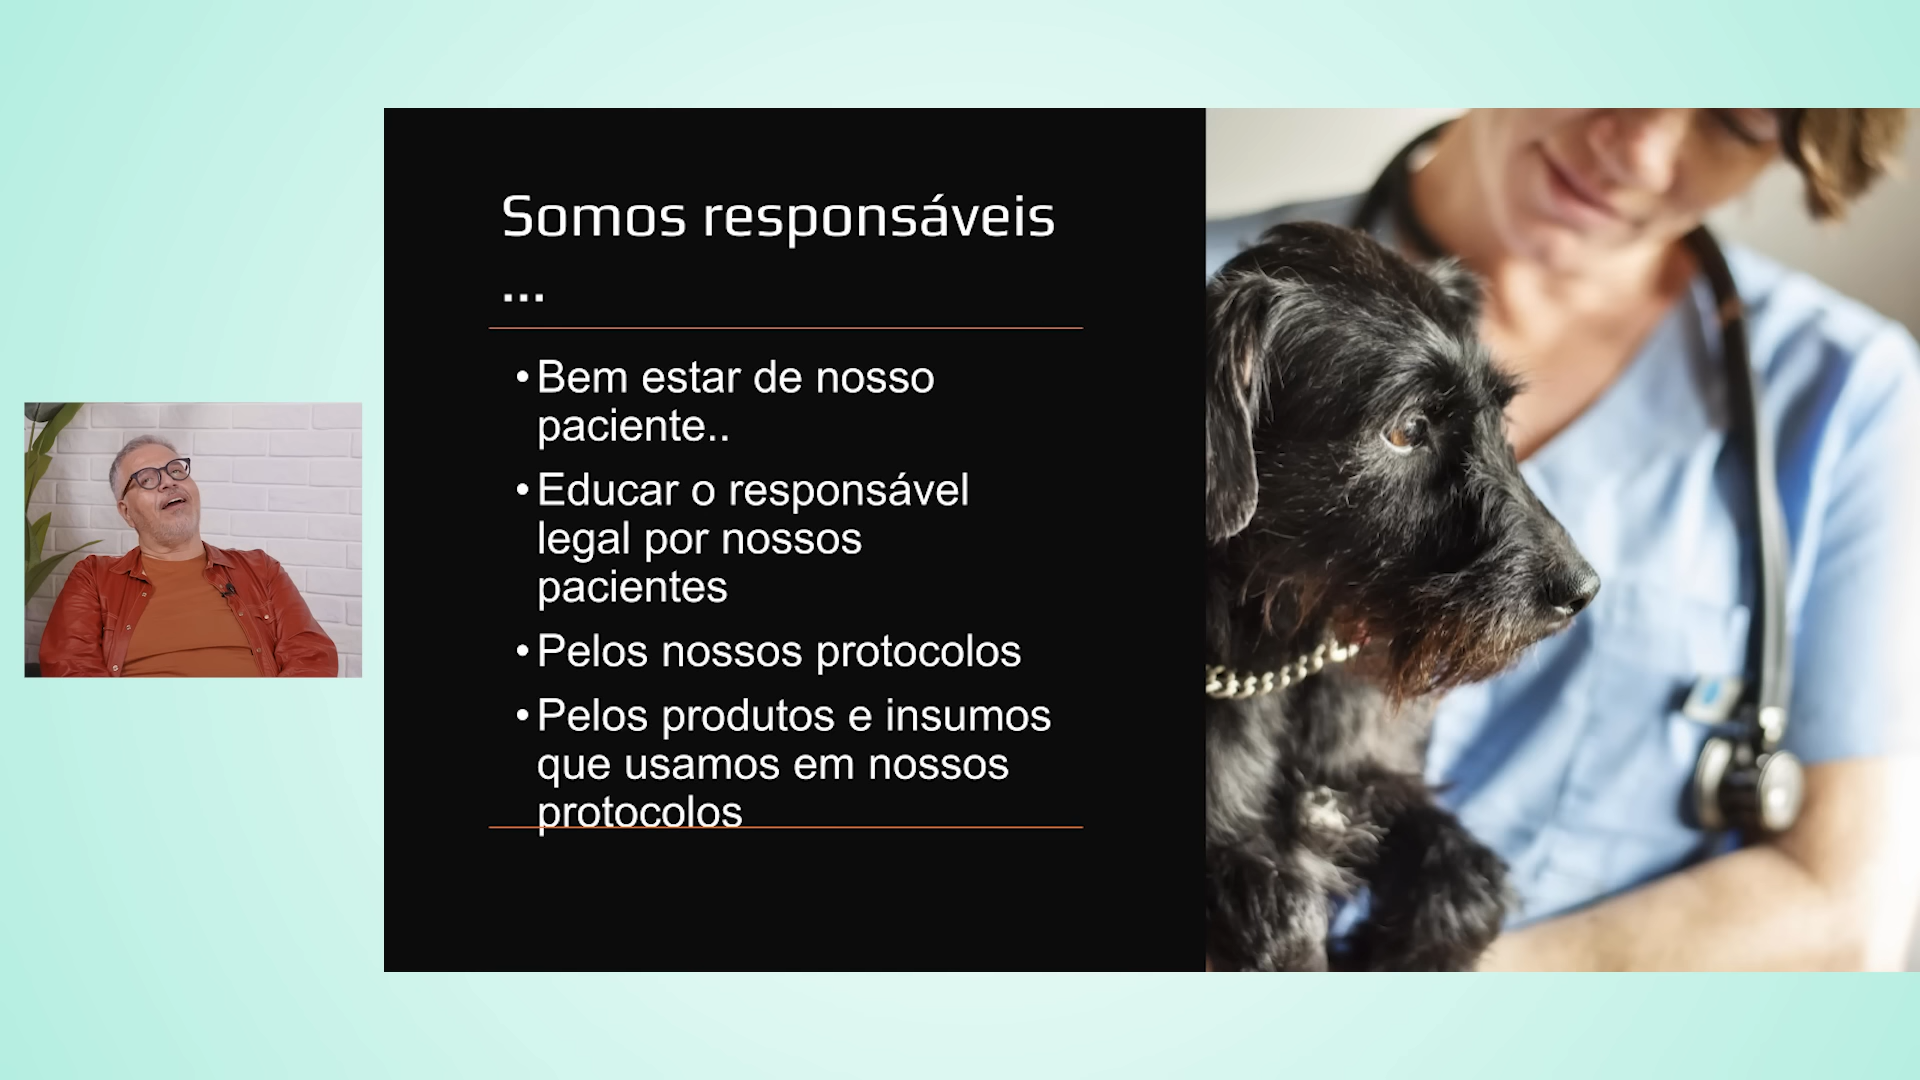 Somos responsáveis
...
•Bem estar de nosso
paciente..
•Educar o responsável
legal por nossos
pacientes
•Pelos nossos protocolos
•Pelos produtos e insumos
que usamos em nossos
protocolos